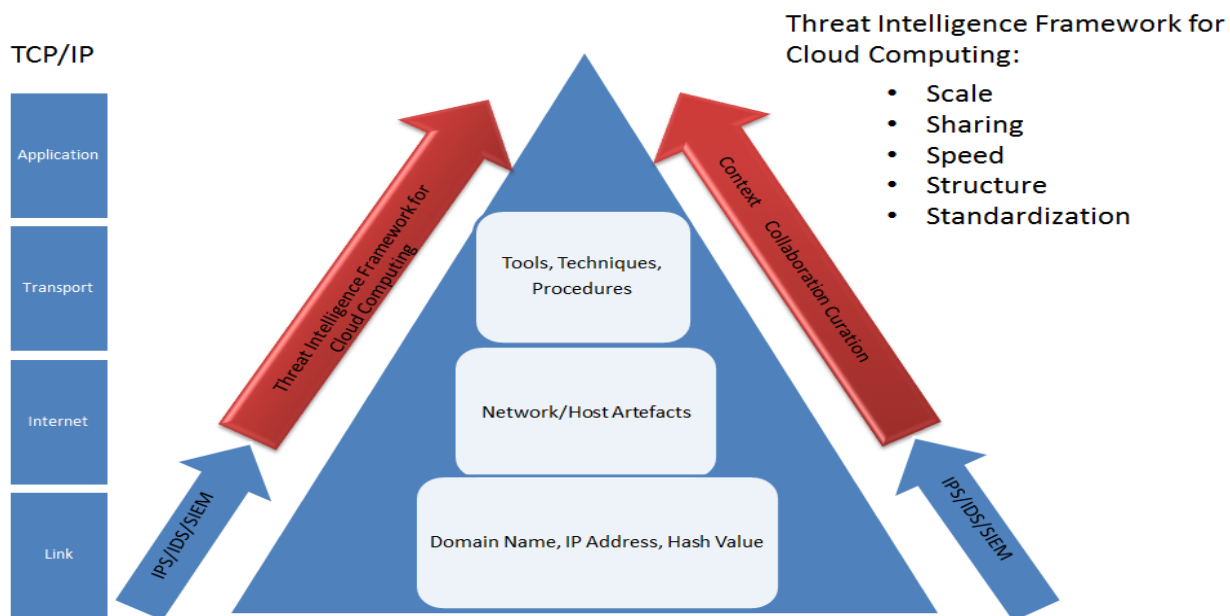 TCP/IP
Application
Transport
Internet
Link
IPS/IDS/SIEM
Threat Intelligence Framework for
Cloud Computing
Tools, Techniques,
Procedures
Network/Host Artefacts
Domain Name, IP Address, Hash Value
Context Collaboration Curation
IPS/IDS/SIEM
Threat Intelligence Framework for
Cloud Computing:
• Scale
• Sharing
• Speed
• Structure
• Standardization